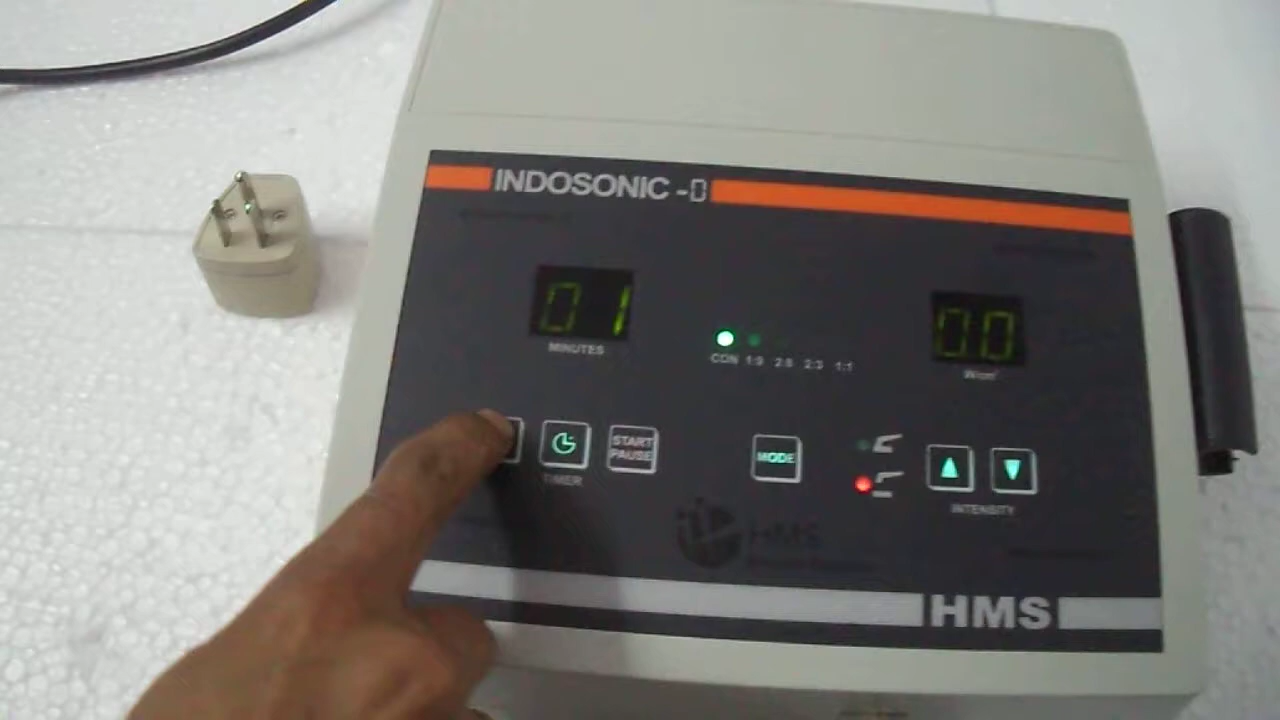 INDOSONIC -D
01
00
MINUTES
CON 1:9 2:8 2:3 1:1
W/cm²
START
PAUSE
MODE
TIMER
INTENSITY
HMS
HMS